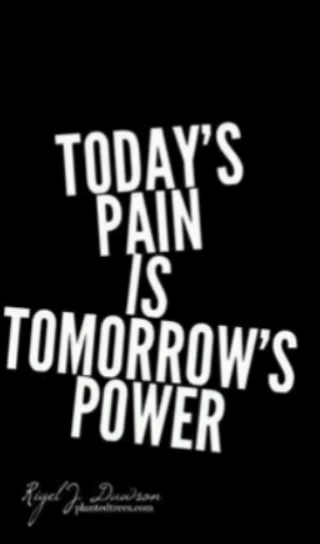 TODAY'S
PAIN
IS
TOMORROW'S
POWER
Rigel J. Dawson
plantedtrees.com